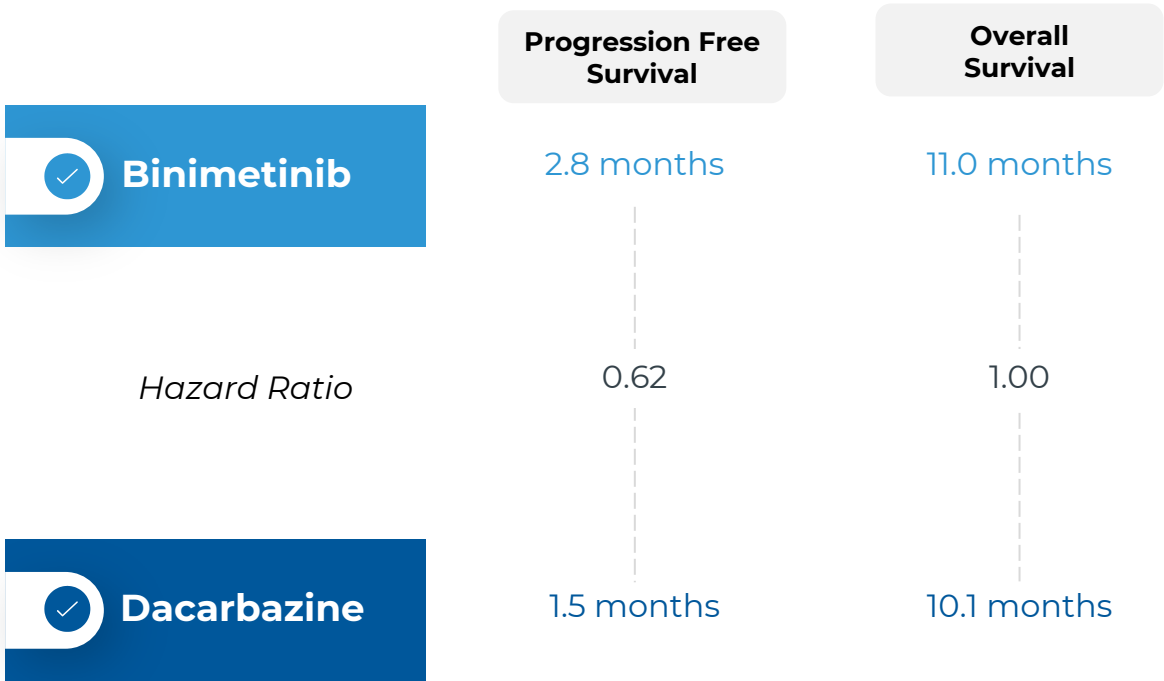 Progression Free
Survival
Overall
Survival
Binimetinib
2.8 months
11.0 months
Hazard Ratio
0.62
1.00
Dacarbazine
1.5 months
10.1 months